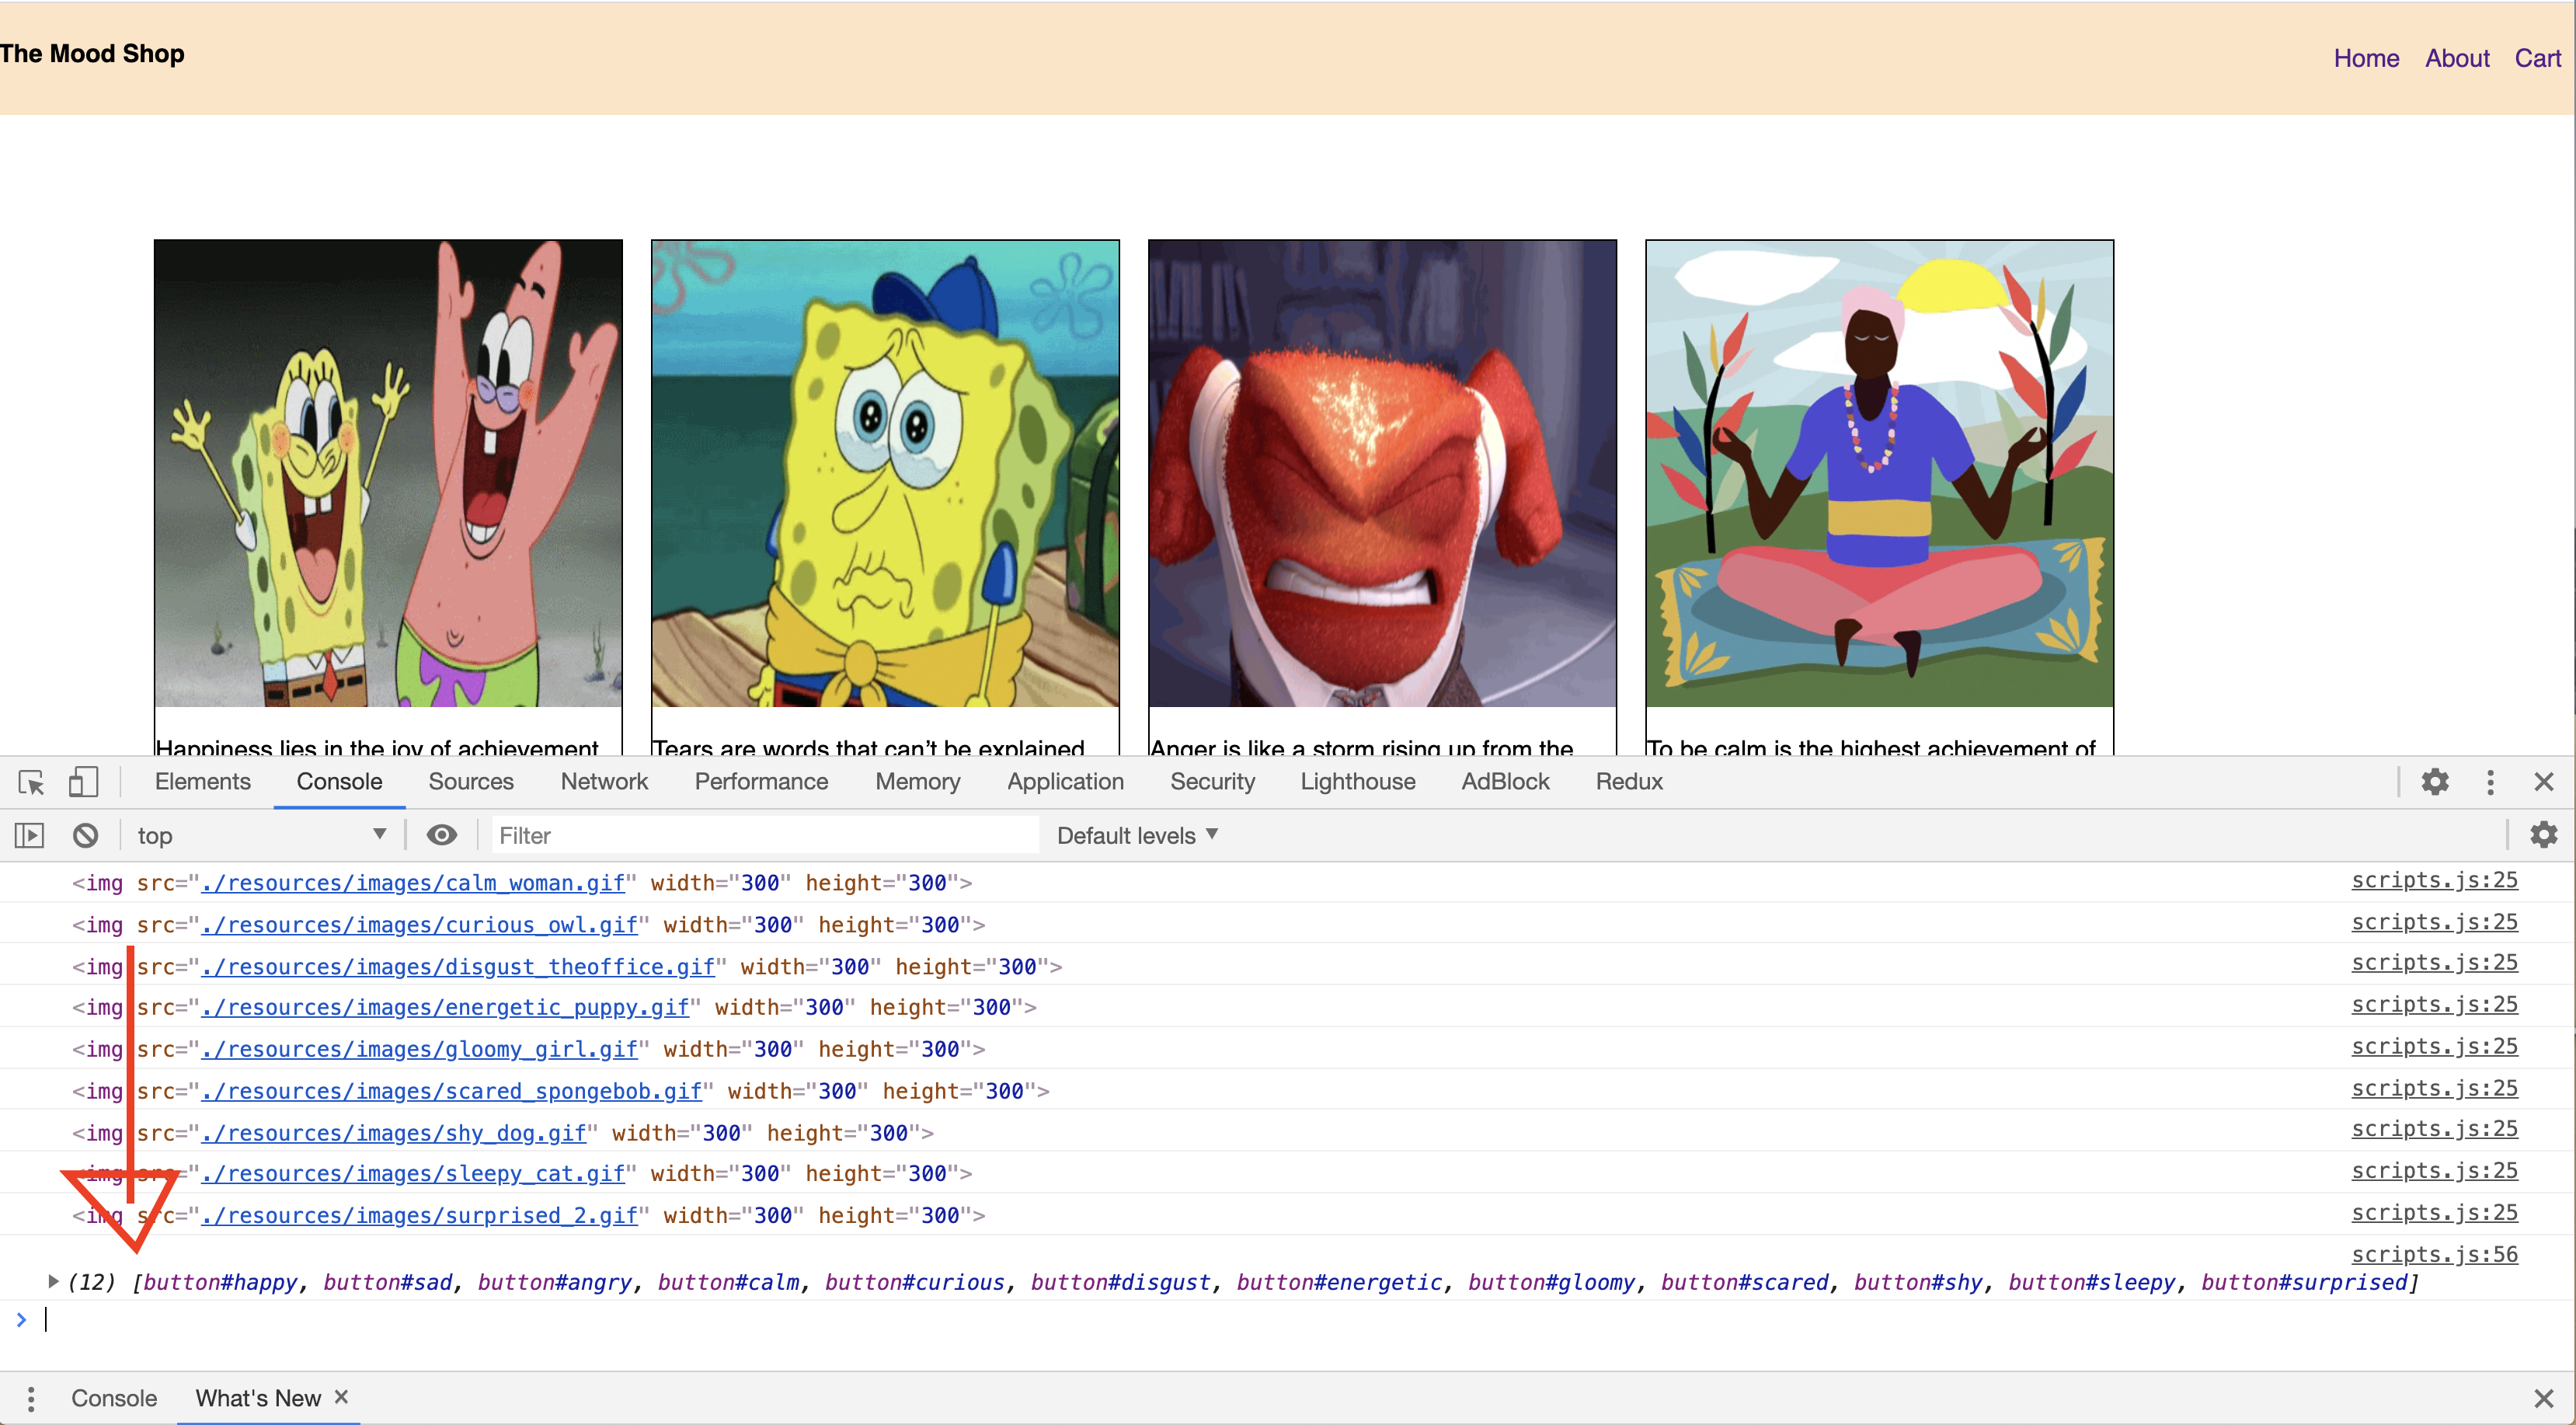 The Mood Shop
Home About Cart
Happiness lies in the joy of achievement
Tears are words that can't be explained
Anger is like a storm rising up from the
To be calm is the highest achievement of
Elements Console Sources Network Performance Memory Application Security Lighthouse AdBlock Redux
top Filter Default levels
<img src="./resources/images/calm_woman.gif" width="300" height="300"> scripts.js:25
<img src="./resources/images/curious_owl.gif" width="300" height="300"> scripts.js:25
<img src="./resources/images/disgust_theoffice.gif" width="300" height="300"> scripts.js:25
<img src="./resources/images/energetic_puppy.gif" width="300" height="300"> scripts.js:25
<img src="./resources/images/gloomy_girl.gif" width="300" height="300"> scripts.js:25
<img src="./resources/images/scared_spongebob.gif" width="300" height="300"> scripts.js:25
<img src="./resources/images/shy_dog.gif" width="300" height="300"> scripts.js:25
<img src="./resources/images/sleepy_cat.gif" width="300" height="300"> scripts.js:25
<img src="./resources/images/surprised_2.gif" width="300" height="300"> scripts.js:25
scripts.js:56
(12) [button#happy, button#sad, button#angry, button#calm, button#curious, button#disgust, button#energetic, button#gloomy, button#scared, button#shy, button#sleepy, button#surprised]
Console What's New